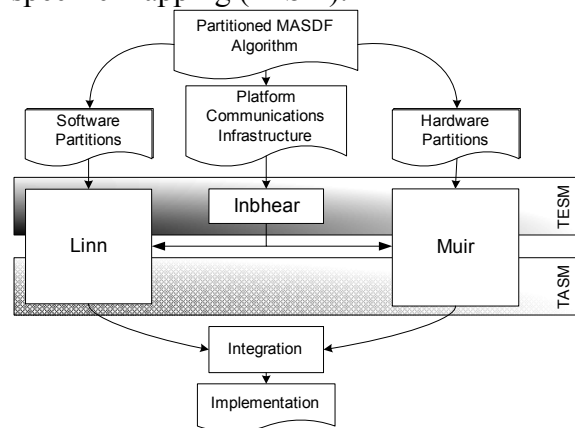 Partitioned MASDF
Algorithm
Software
Partitions
Platform
Communications
Infrastructure
Hardware
Partitions
Linn
Inbhear
Muir
TESM
TASM
Integration
Implementation